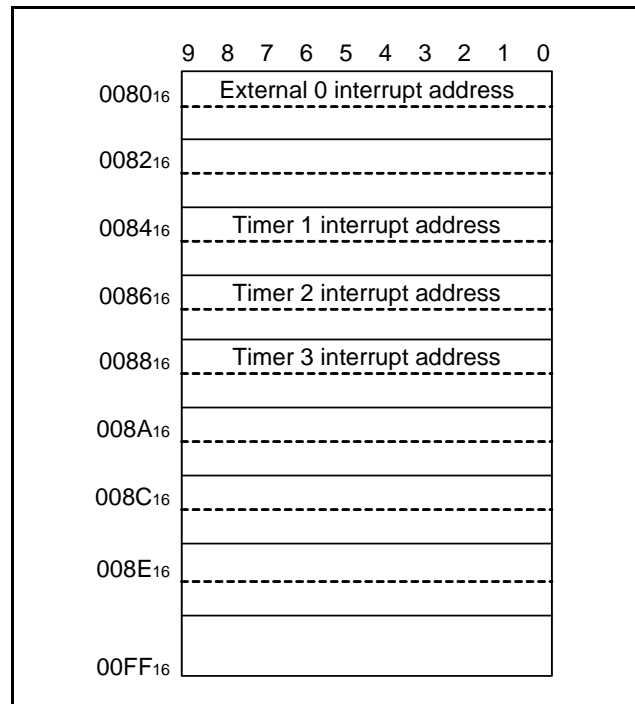 9 8 7 6 5 4 3 2 1 0
0080₁₆ External 0 interrupt address
0082₁₆
0084₁₆ Timer 1 interrupt address
0086₁₆ Timer 2 interrupt address
0088₁₆ Timer 3 interrupt address
008A₁₆
008C₁₆
008E₁₆
00FF₁₆